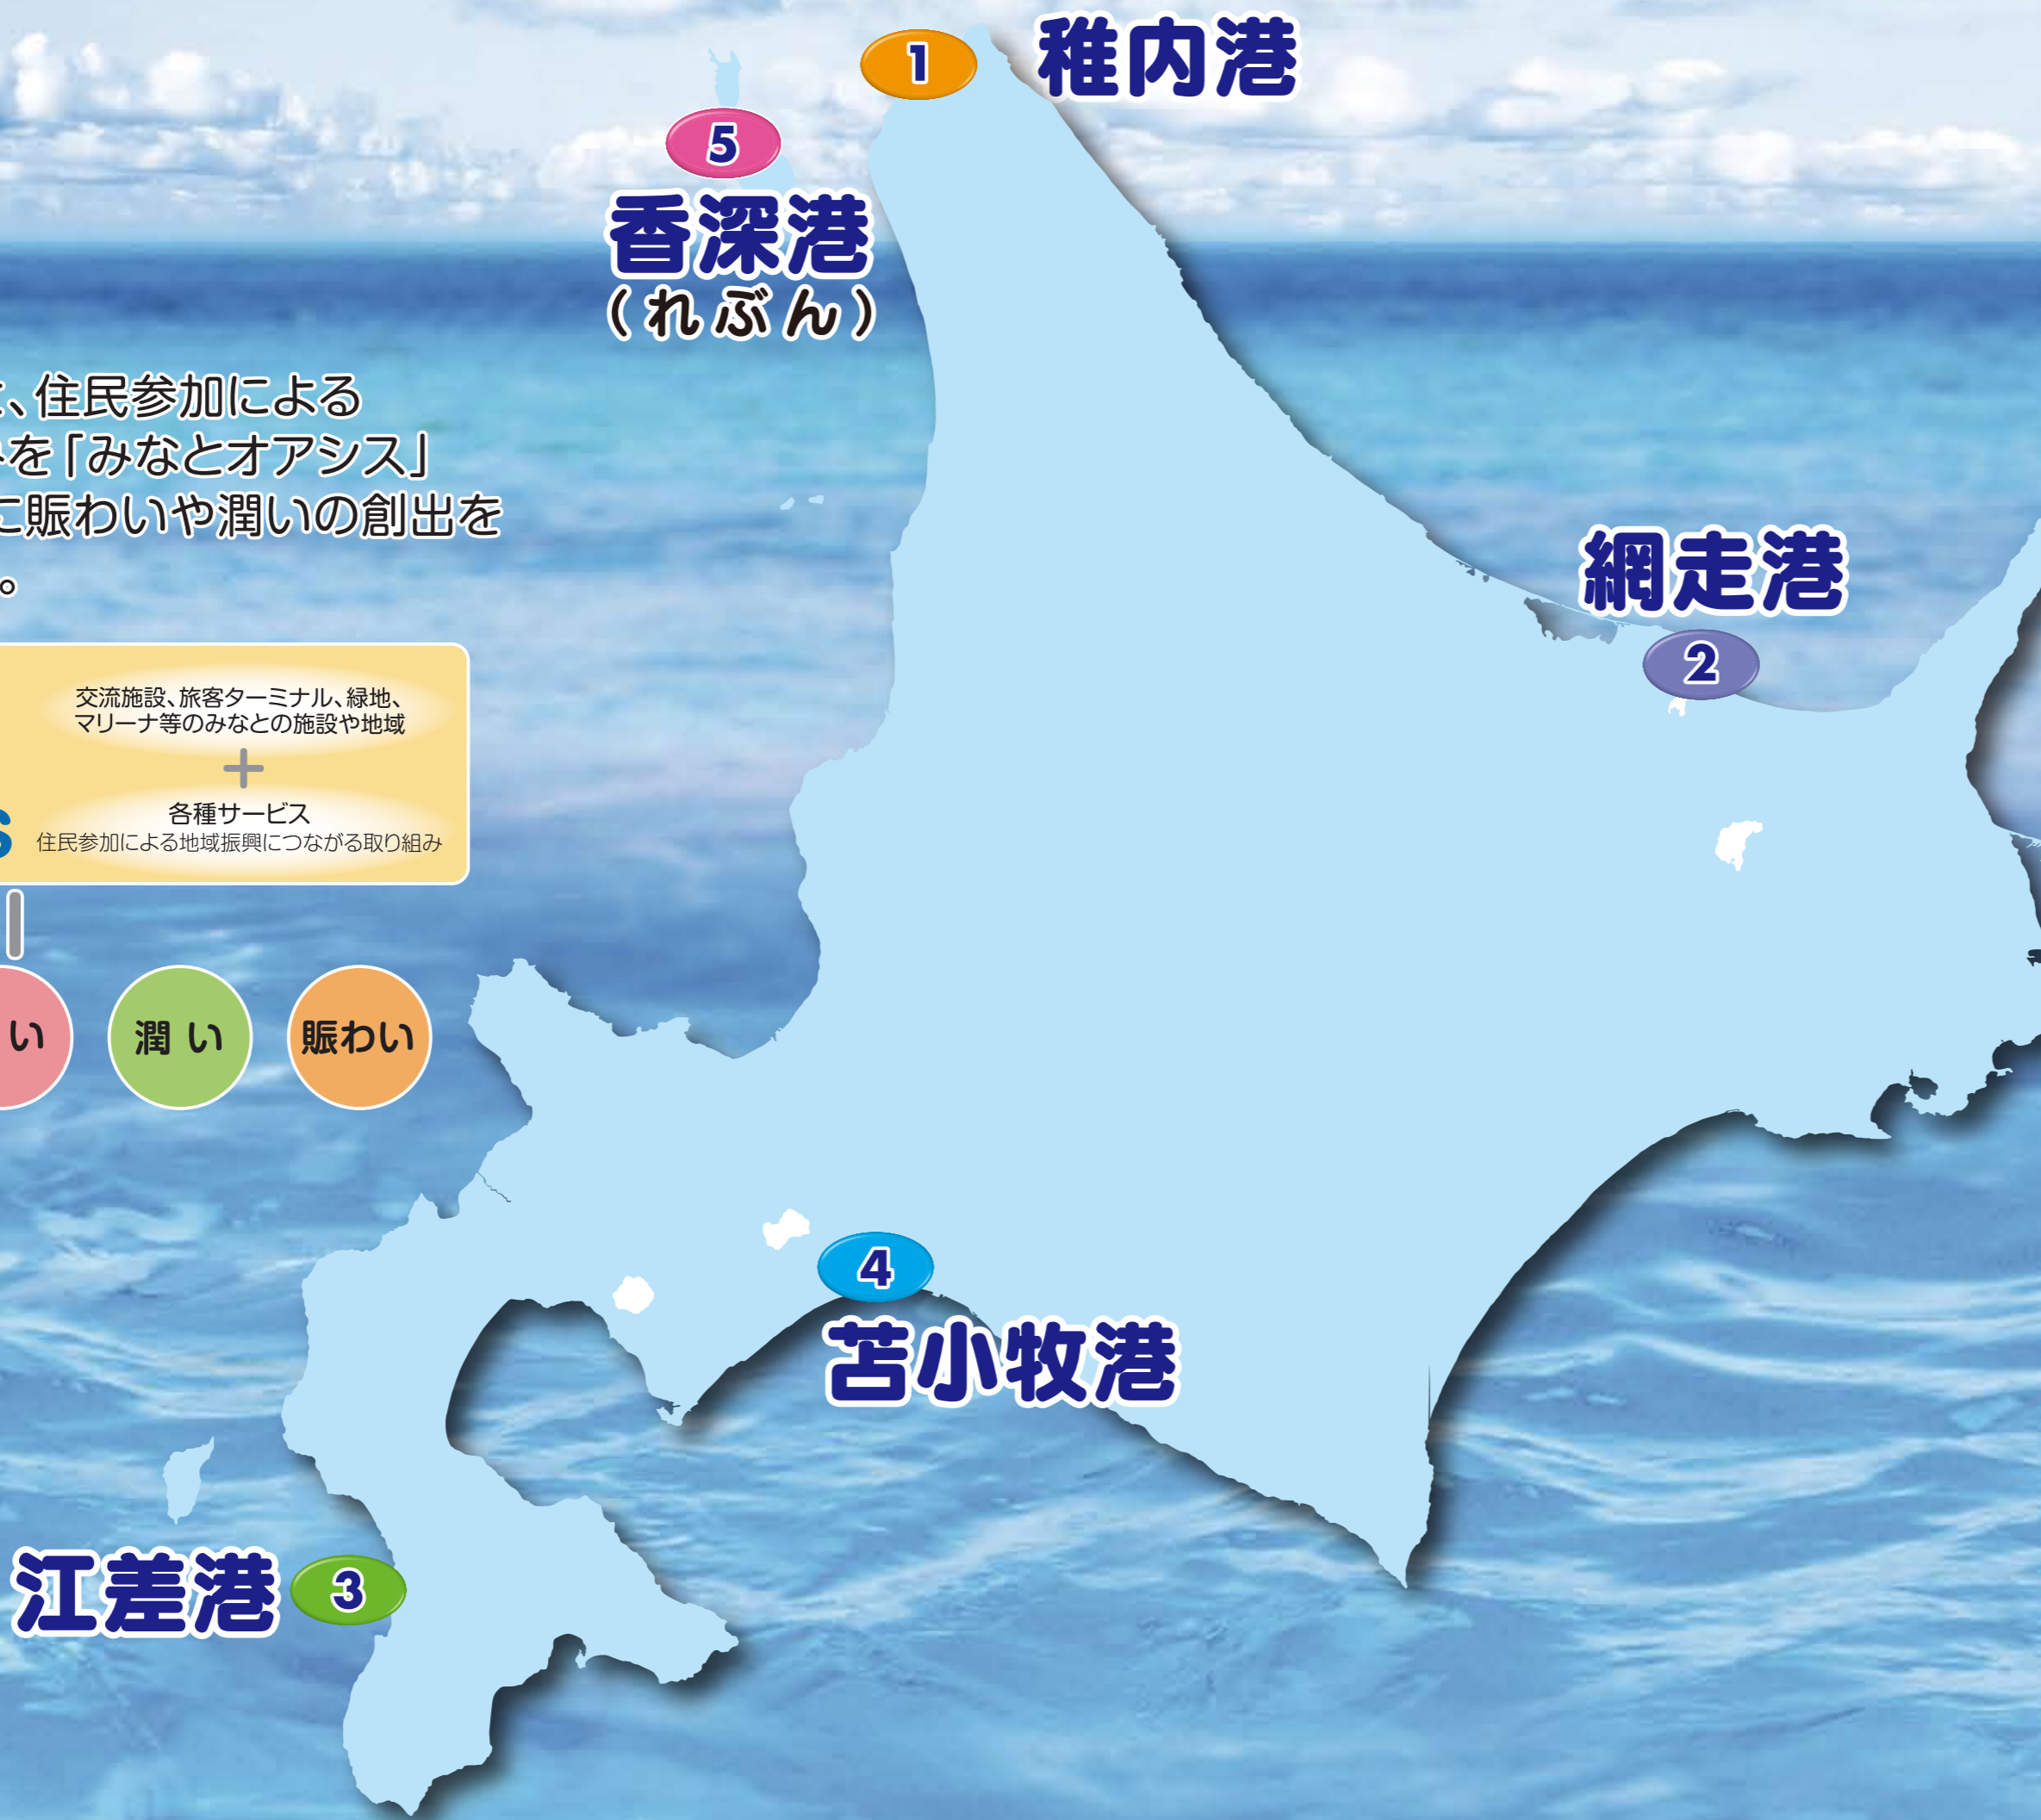 1
稚内港
5
香深港
(れぶん)
、住民参加による
を「みなとオアシス」
に賑わいや潤いの創出を
。
網走港
2
交流施設、旅客ターミナル、緑地、
マリーナ等のみなとの施設や地域
+
各種サービス
s
住民参加による地域振興につながる取り組み
い
潤い
賑わい
4
苫小牧港
江差港
3